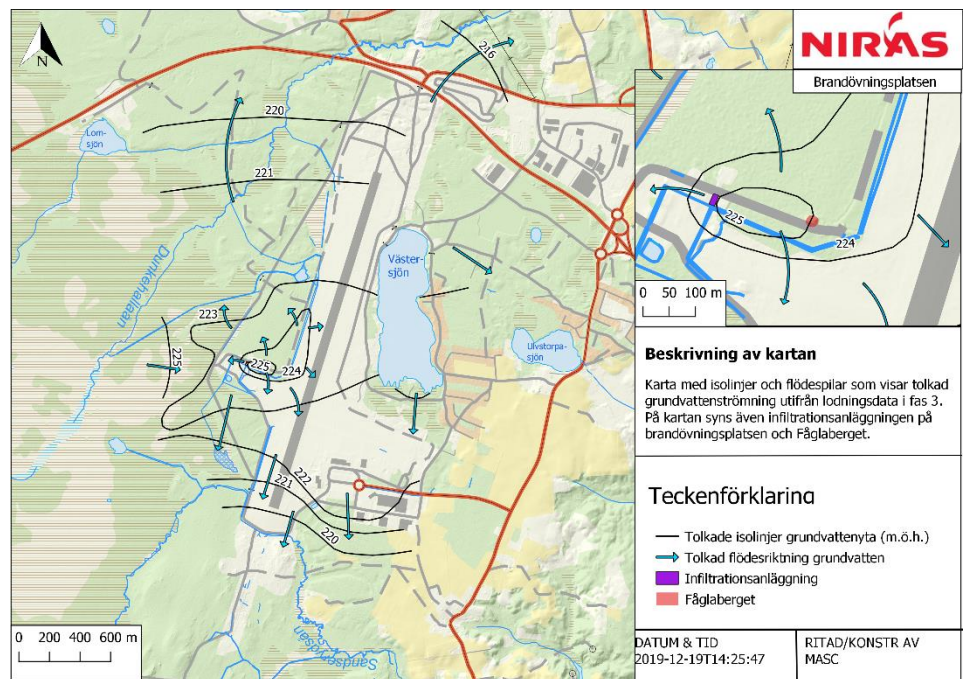 N
NIRAS
Brandövningsplatsen
216
220
Lom-
sjön
221
Dunkehallaån
Väster-
sjön
223
225
225
224
Ulvstorpa-
sjön
222
221
220
Sandserydsån
0 200 400 600 m
225
224
0 50 100 m
Beskrivning av kartan
Karta med isolinjer och flödespilar som visar tolkad
grundvattenströmning utifrån lodningsdata i fas 3.
På kartan syns även infiltrationsanläggningen på
brandövningsplatsen och Fåglaberget.
Teckenförklaring
Tolkade isolinjer grundvattenyta (m.ö.h.)
Tolkad flödesriktning grundvatten
Infiltrationsanläggning
Fåglaberget
DATUM & TID
2019-12-19T14:25:47
RITAD/KONSTR AV
MASC